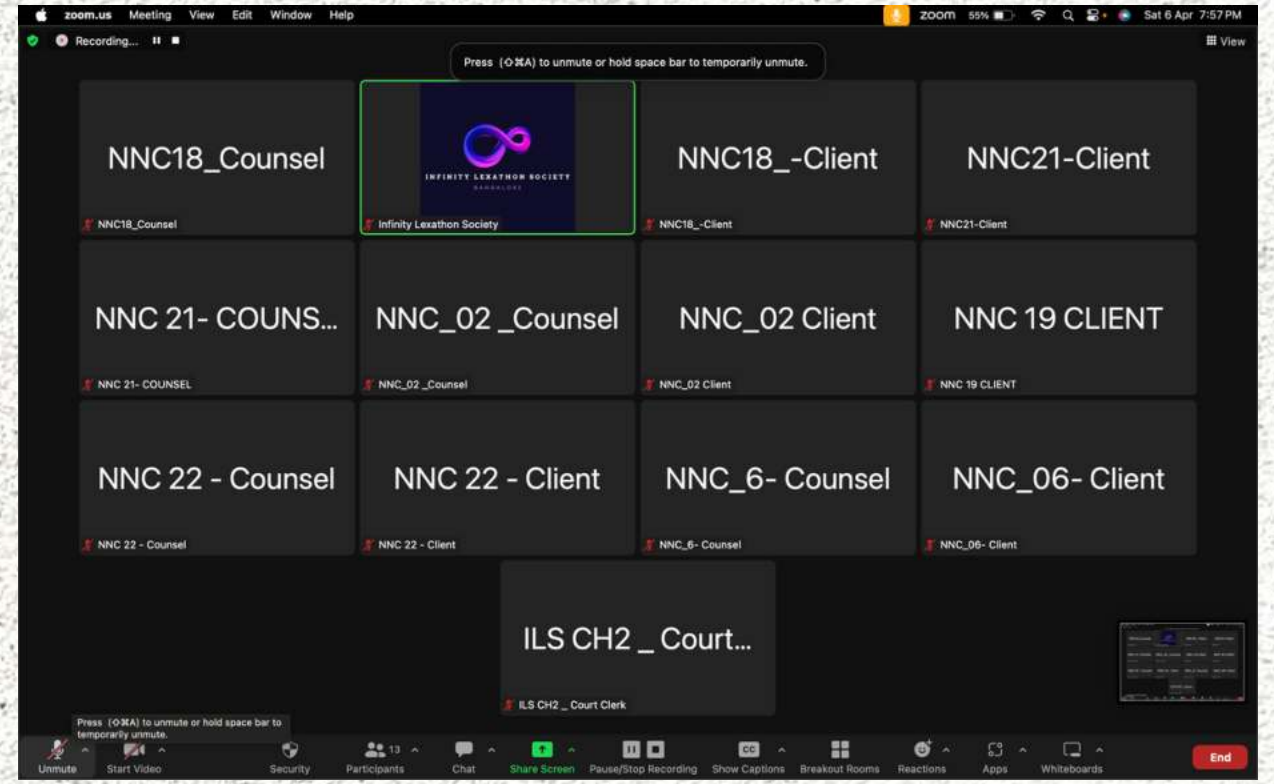 zoom.us Meeting View Edit Window Help zoom 55% Sat 6 Apr 7:57 PM
Recording... View
Press (⇧⌘A) to unmute or hold space bar to temporarily unmute.
NNC18_Counsel
INFINITY LEXATHON SOCIETY
BANGALORE
NNC18_-Client
NNC21-Client
NNC18_Counsel
Infinity Lexathon Society
NNC18_-Client
NNC21-Client
NNC 21- COUNS...
NNC_02 _Counsel
NNC_02 Client
NNC 19 CLIENT
NNC 21- COUNSEL
NNC_02 _Counsel
NNC_02 Client
NNC 19 CLIENT
NNC 22 - Counsel
NNC 22 - Client
NNC_6- Counsel
NNC_06- Client
NNC 22 - Counsel
NNC 22 - Client
NNC_6- Counsel
NNC_06- Client
ILS CH2 _ Court...
ILS CH2 _ Court Clerk
Press (⇧⌘A) to unmute or hold space bar to
temporarily unmute.
Unmute Start Video Security Participants 13 Chat Share Screen Pause/Stop Recording Show Captions Breakout Rooms Reactions Apps Whiteboards End